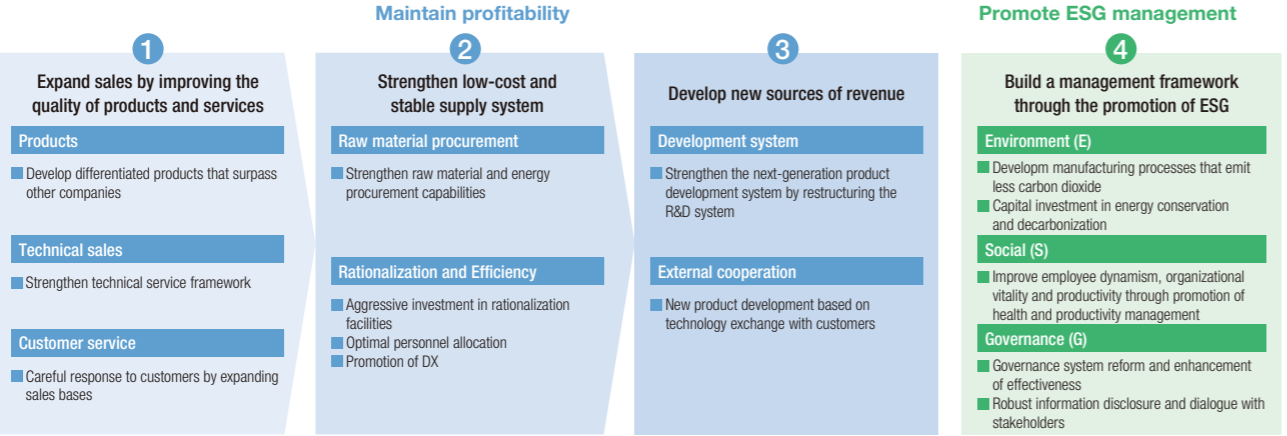 Maintain profitability
Promote ESG management
1
Expand sales by improving the
quality of products and services
Products
Develop differentiated products that surpass
other companies
Technical sales
Strengthen technical service framework
Customer service
Careful response to customers by expanding
sales bases
2
Strengthen low-cost and
stable supply system
Raw material procurement
Strengthen raw material and energy
procurement capabilities
Rationalization and Efficiency
Aggressive investment in rationalization
facilities
Optimal personnel allocation
Promotion of DX
3
Develop new sources of revenue
Development system
Strengthen the next-generation product
development system by restructuring the
R&D system
External cooperation
New product development based on
technology exchange with customers
4
Build a management framework
through the promotion of ESG
Environment (E)
Developm manufacturing processes that emit
less carbon dioxide
Capital investment in energy conservation
and decarbonization
Social (S)
Improve employee dynamism, organizational
vitality and productivity through promotion of
health and productivity management
Governance (G)
Governance system reform and enhancement
of effectiveness
Robust information disclosure and dialogue with
stakeholders